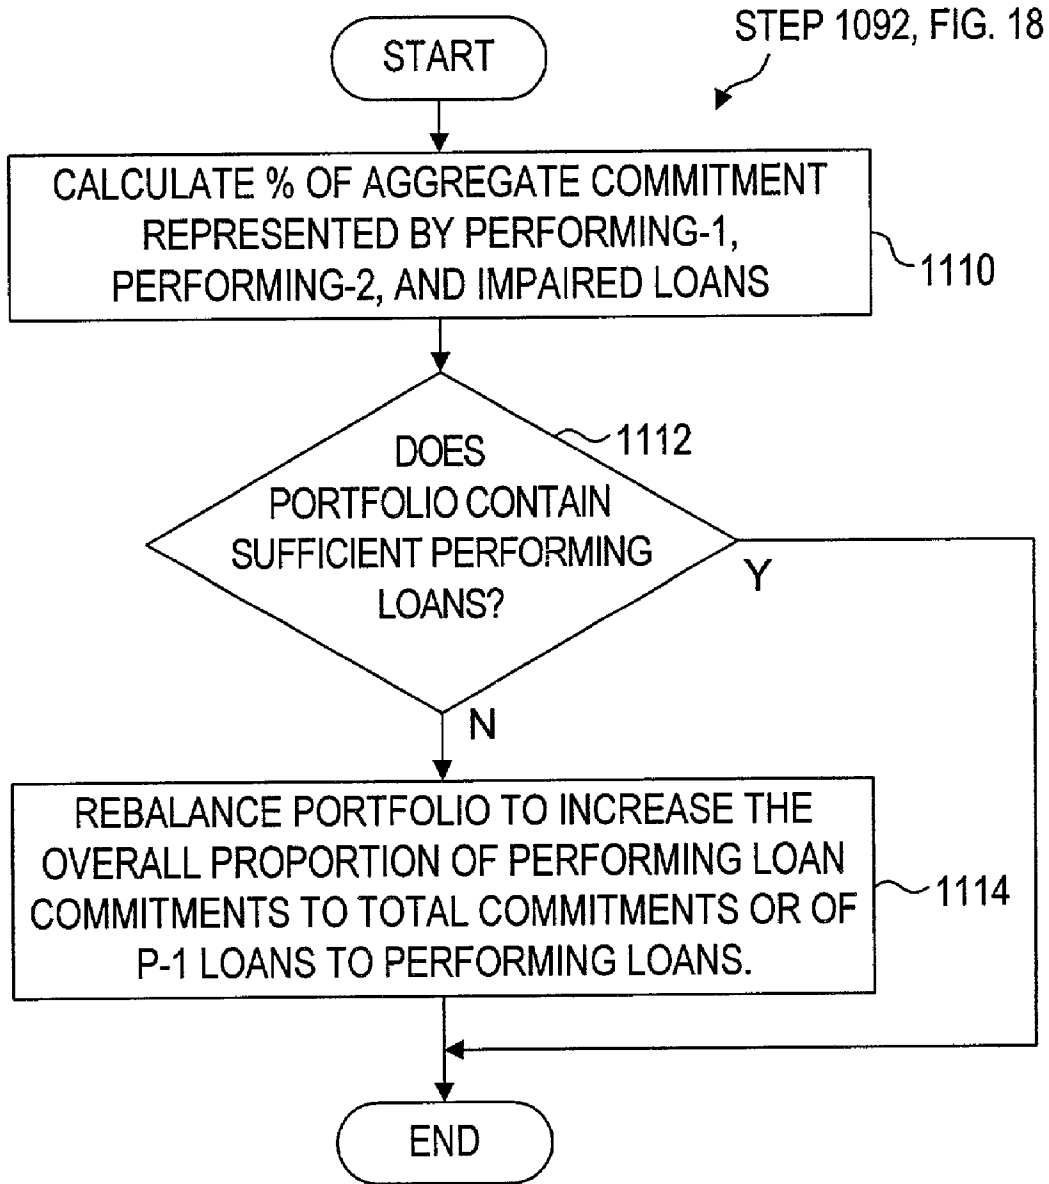 STEP 1092, FIG. 18
START
CALCULATE % OF AGGREGATE COMMITMENT
REPRESENTED BY PERFORMING-1,
PERFORMING-2, AND IMPAIRED LOANS
1110
1112
DOES
PORTFOLIO CONTAIN
SUFFICIENT PERFORMING
LOANS?
Y
N
REBALANCE PORTFOLIO TO INCREASE THE
OVERALL PROPORTION OF PERFORMING LOAN
COMMITMENTS TO TOTAL COMMITMENTS OR OF
P-1 LOANS TO PERFORMING LOANS.
1114
END